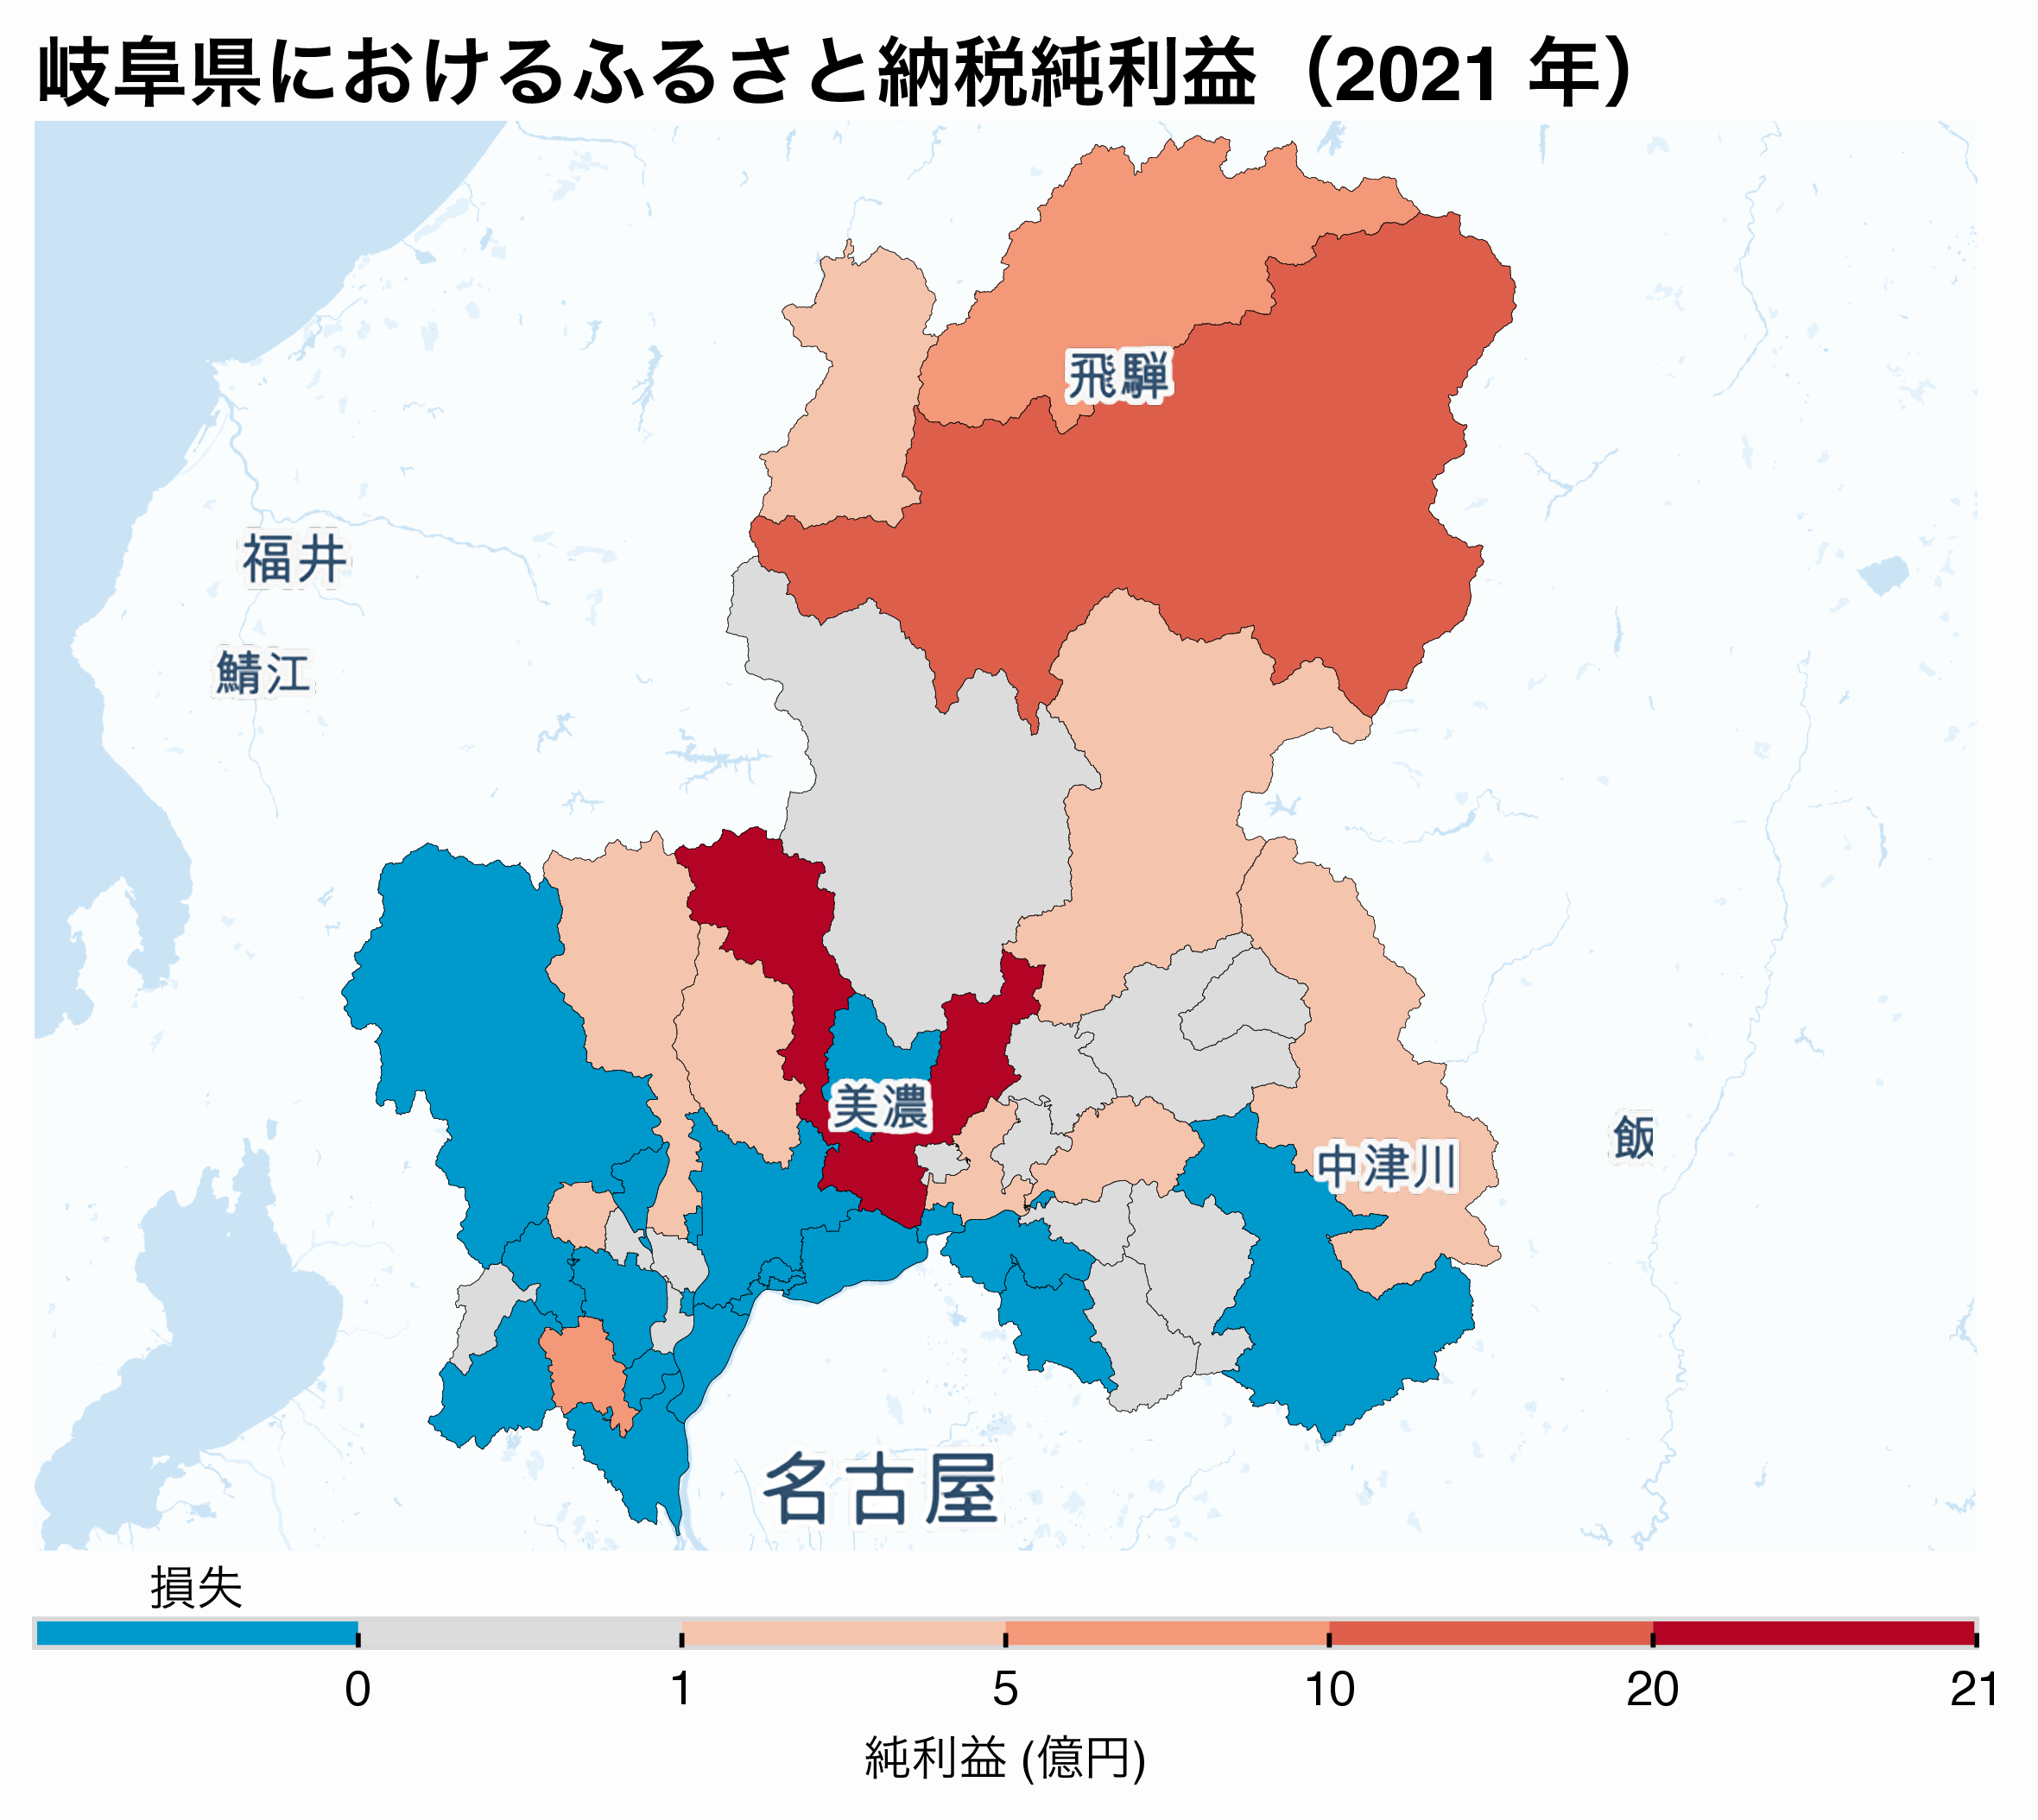 岐阜県におけるふるさと納税純利益（2021 年）
飛騨
福井
鯖江
美濃
中津川
飯
名古屋
損失
0 1 5 10 20 21
純利益 (億円)